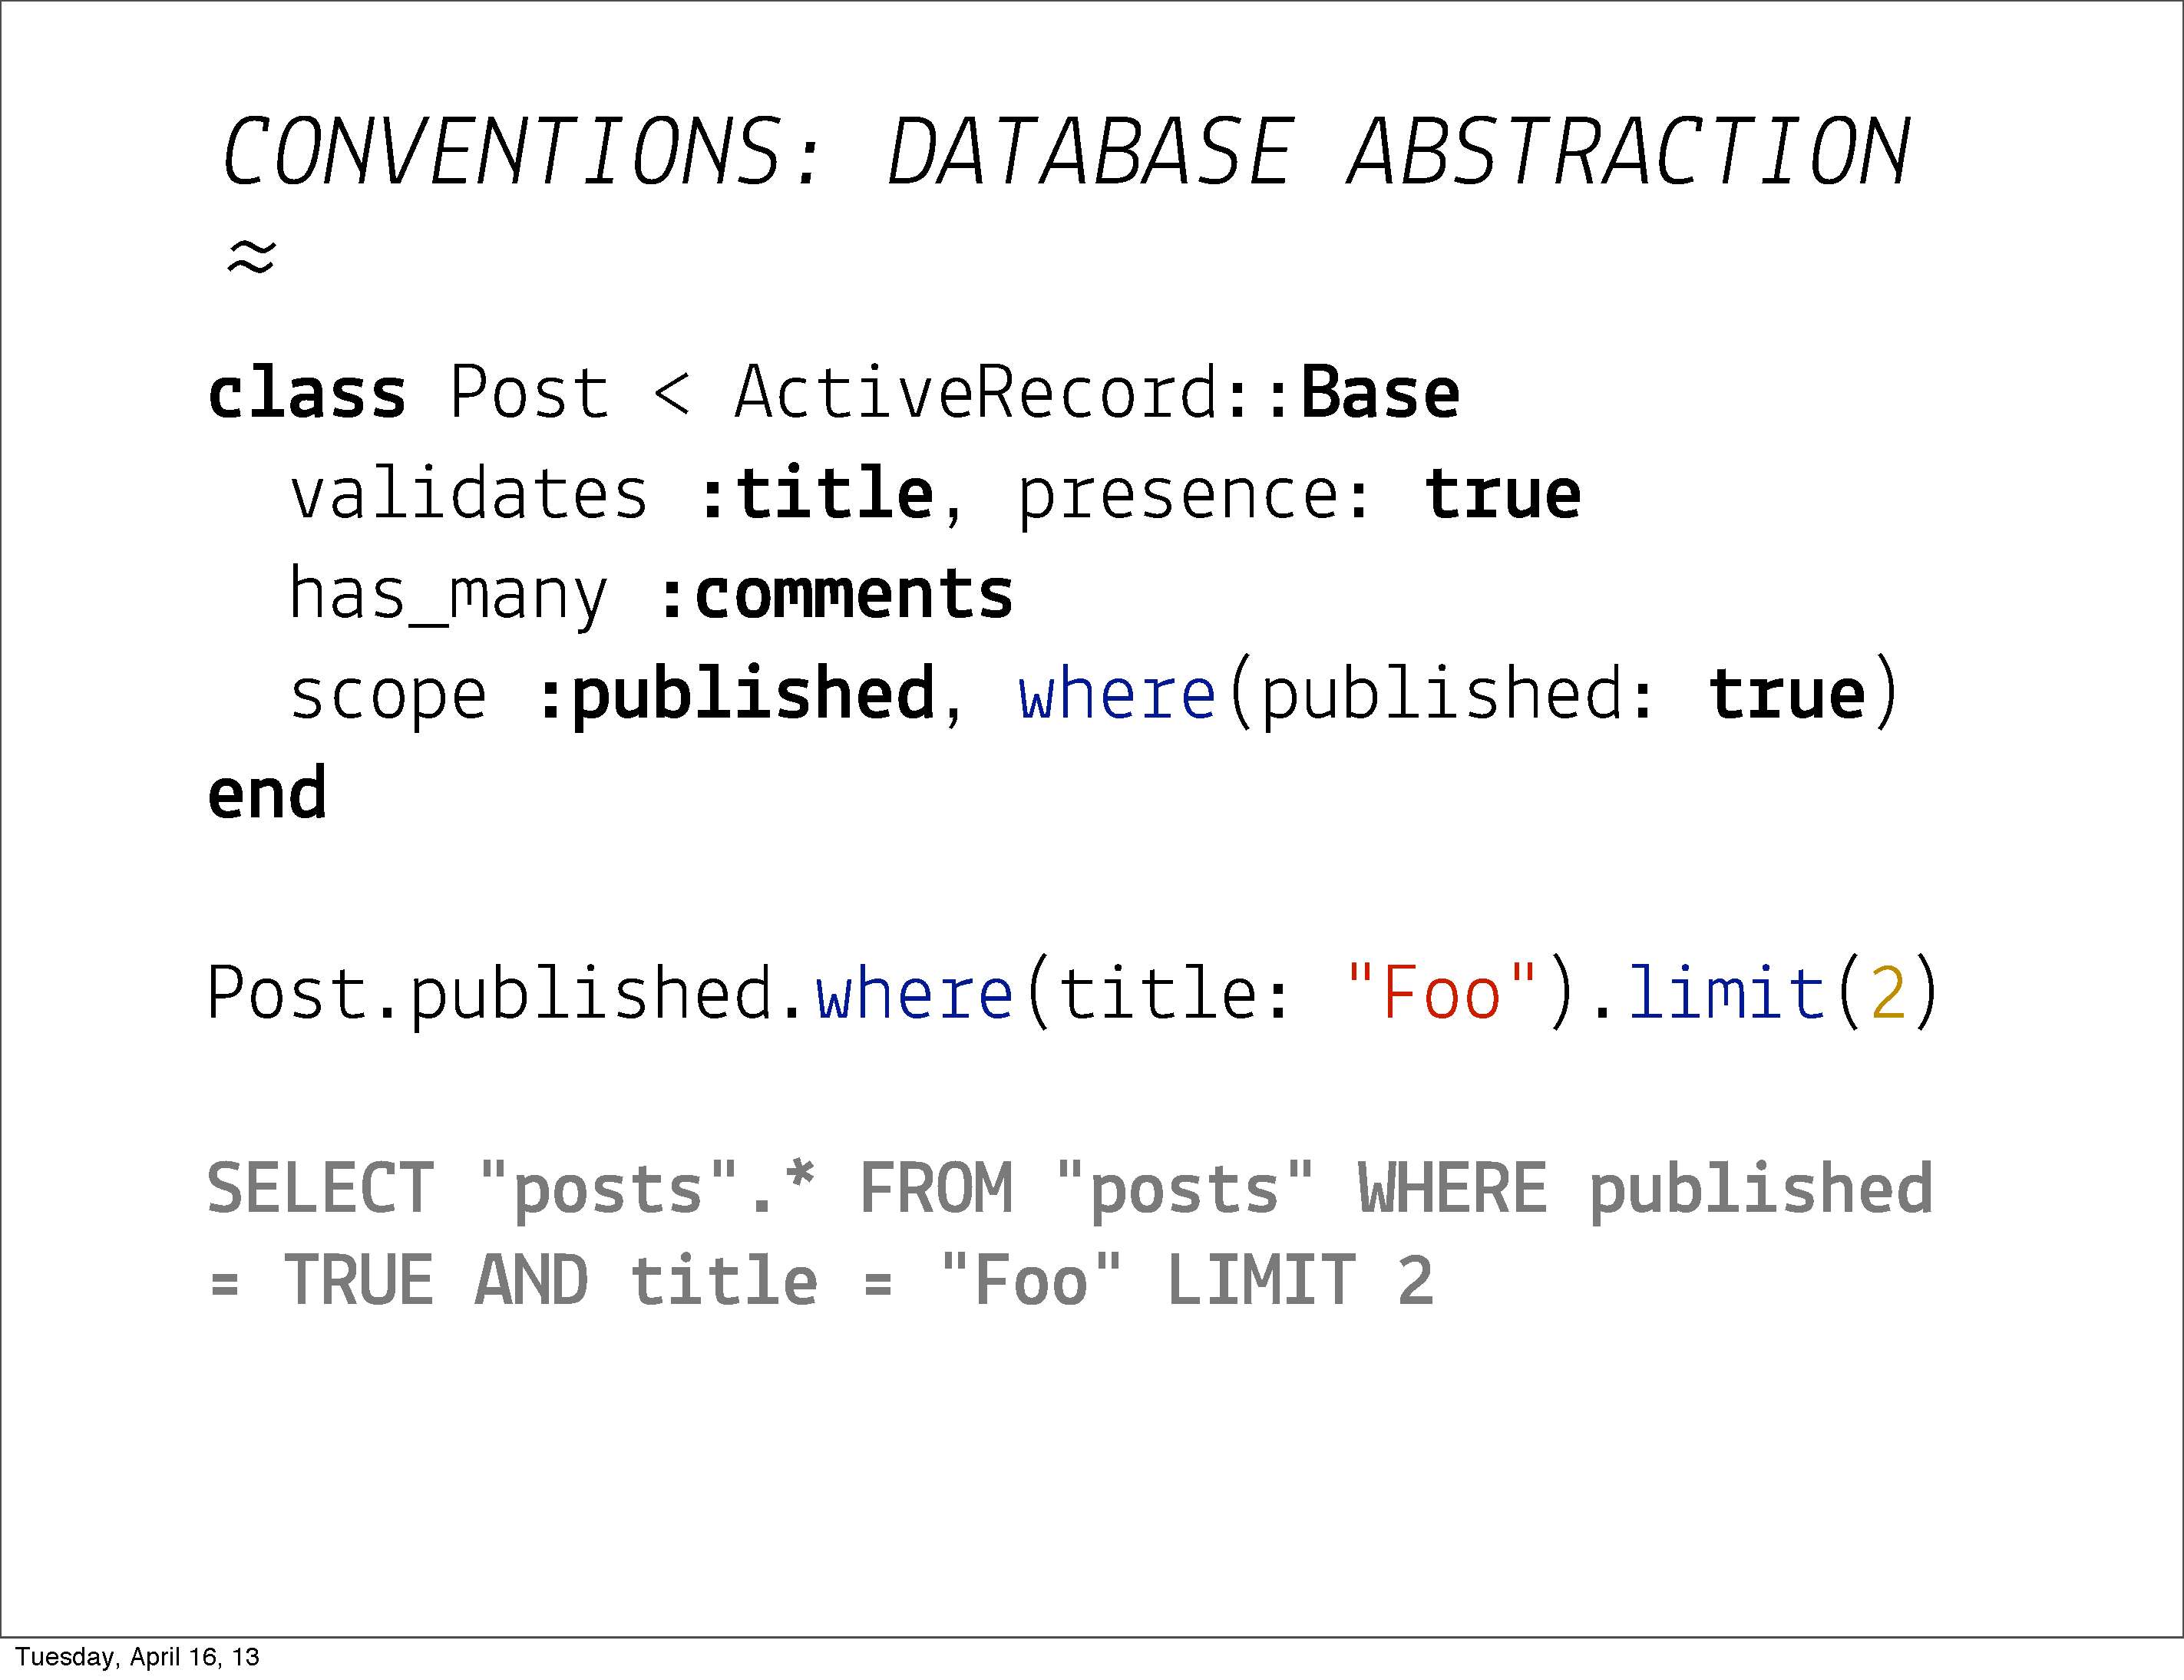 CONVENTIONS: DATABASE ABSTRACTION
≈
class Post < ActiveRecord::Base
  validates :title, presence: true
  has_many :comments
  scope :published, where(published: true)
end
Post.published.where(title: "Foo").limit(2)
SELECT "posts".* FROM "posts" WHERE published
= TRUE AND title = "Foo" LIMIT 2
Tuesday, April 16, 13